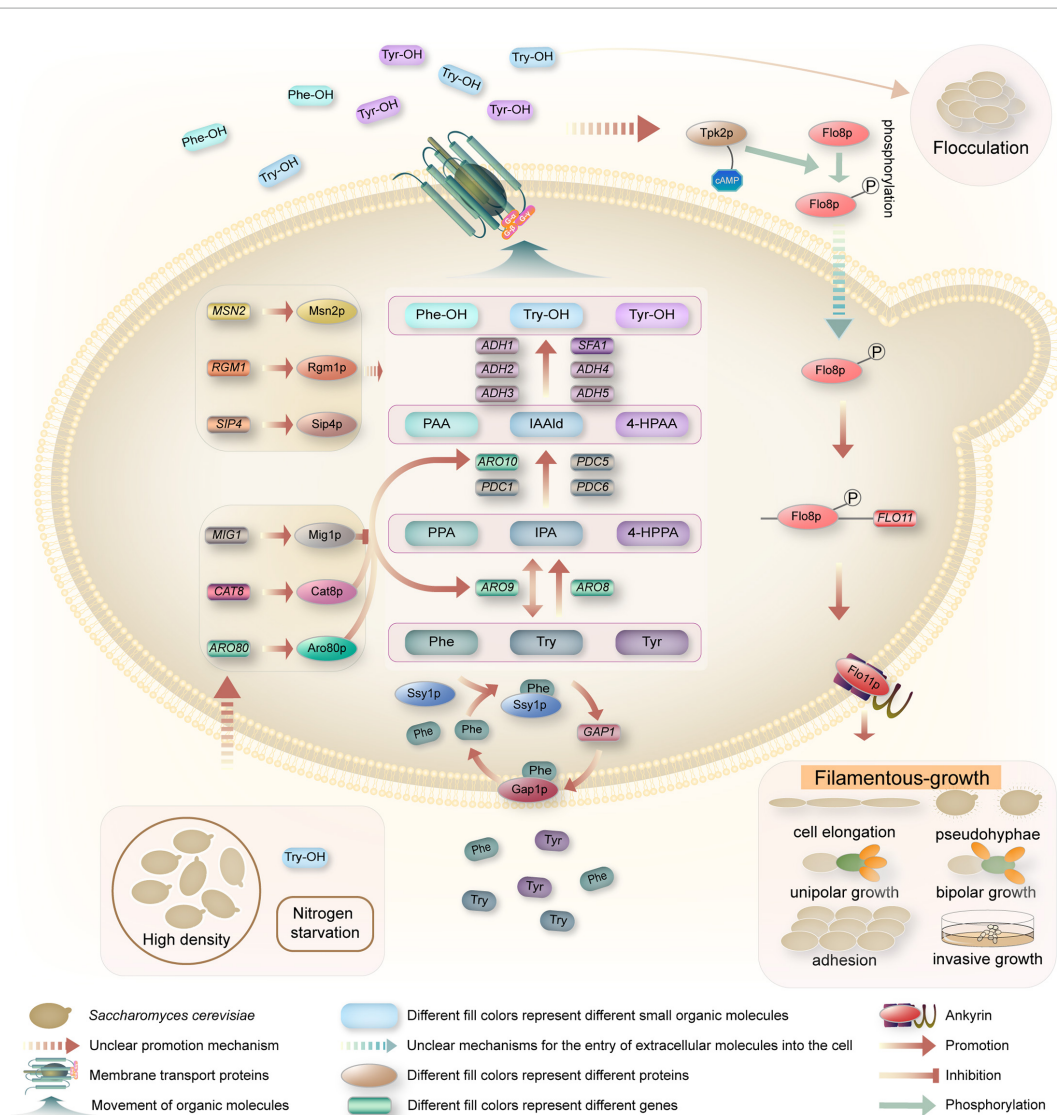 Tyr-OH
Try-OH
Try-OH
Phe-OH
Tyr-OH
Tyr-OH
Phe-OH
Try-OH
Tpk2p
cAMP
Flo8p
phosphorylation
Flo8p
P
Flocculation
G-α
G-β
G-γ
MSN2
Msn2p
RGM1
Rgm1p
SIP4
Sip4p
MIG1
Mig1p
CAT8
Cat8p
ARO80
Aro80p
Phe-OH
Try-OH
Tyr-OH
ADH1
SFA1
ADH2
ADH4
ADH3
ADH5
PAA
IAAld
4-HPAA
ARO10
PDC5
PDC1
PDC6
PPA
IPA
4-HPPA
ARO9
ARO8
Phe
Try
Tyr
Ssy1p
Phe
Ssy1p
Phe
Phe
GAP1
Phe
Gap1p
Flo8p
P
Flo8p
P
FLO11
Flo11p
Phe
Tyr
Tyr
Phe
Try
Try
High density
Try-OH
Nitrogen
starvation
Filamentous-growth
cell elongation
pseudohyphae
unipolar growth
bipolar growth
adhesion
invasive growth
Saccharomyces cerevisiae
Different fill colors represent different small organic molecules
Ankyrin
Unclear promotion mechanism
Unclear mechanisms for the entry of extracellular molecules into the cell
Promotion
Membrane transport proteins
Different fill colors represent different proteins
Inhibition
Movement of organic molecules
Different fill colors represent different genes
Phosphorylation